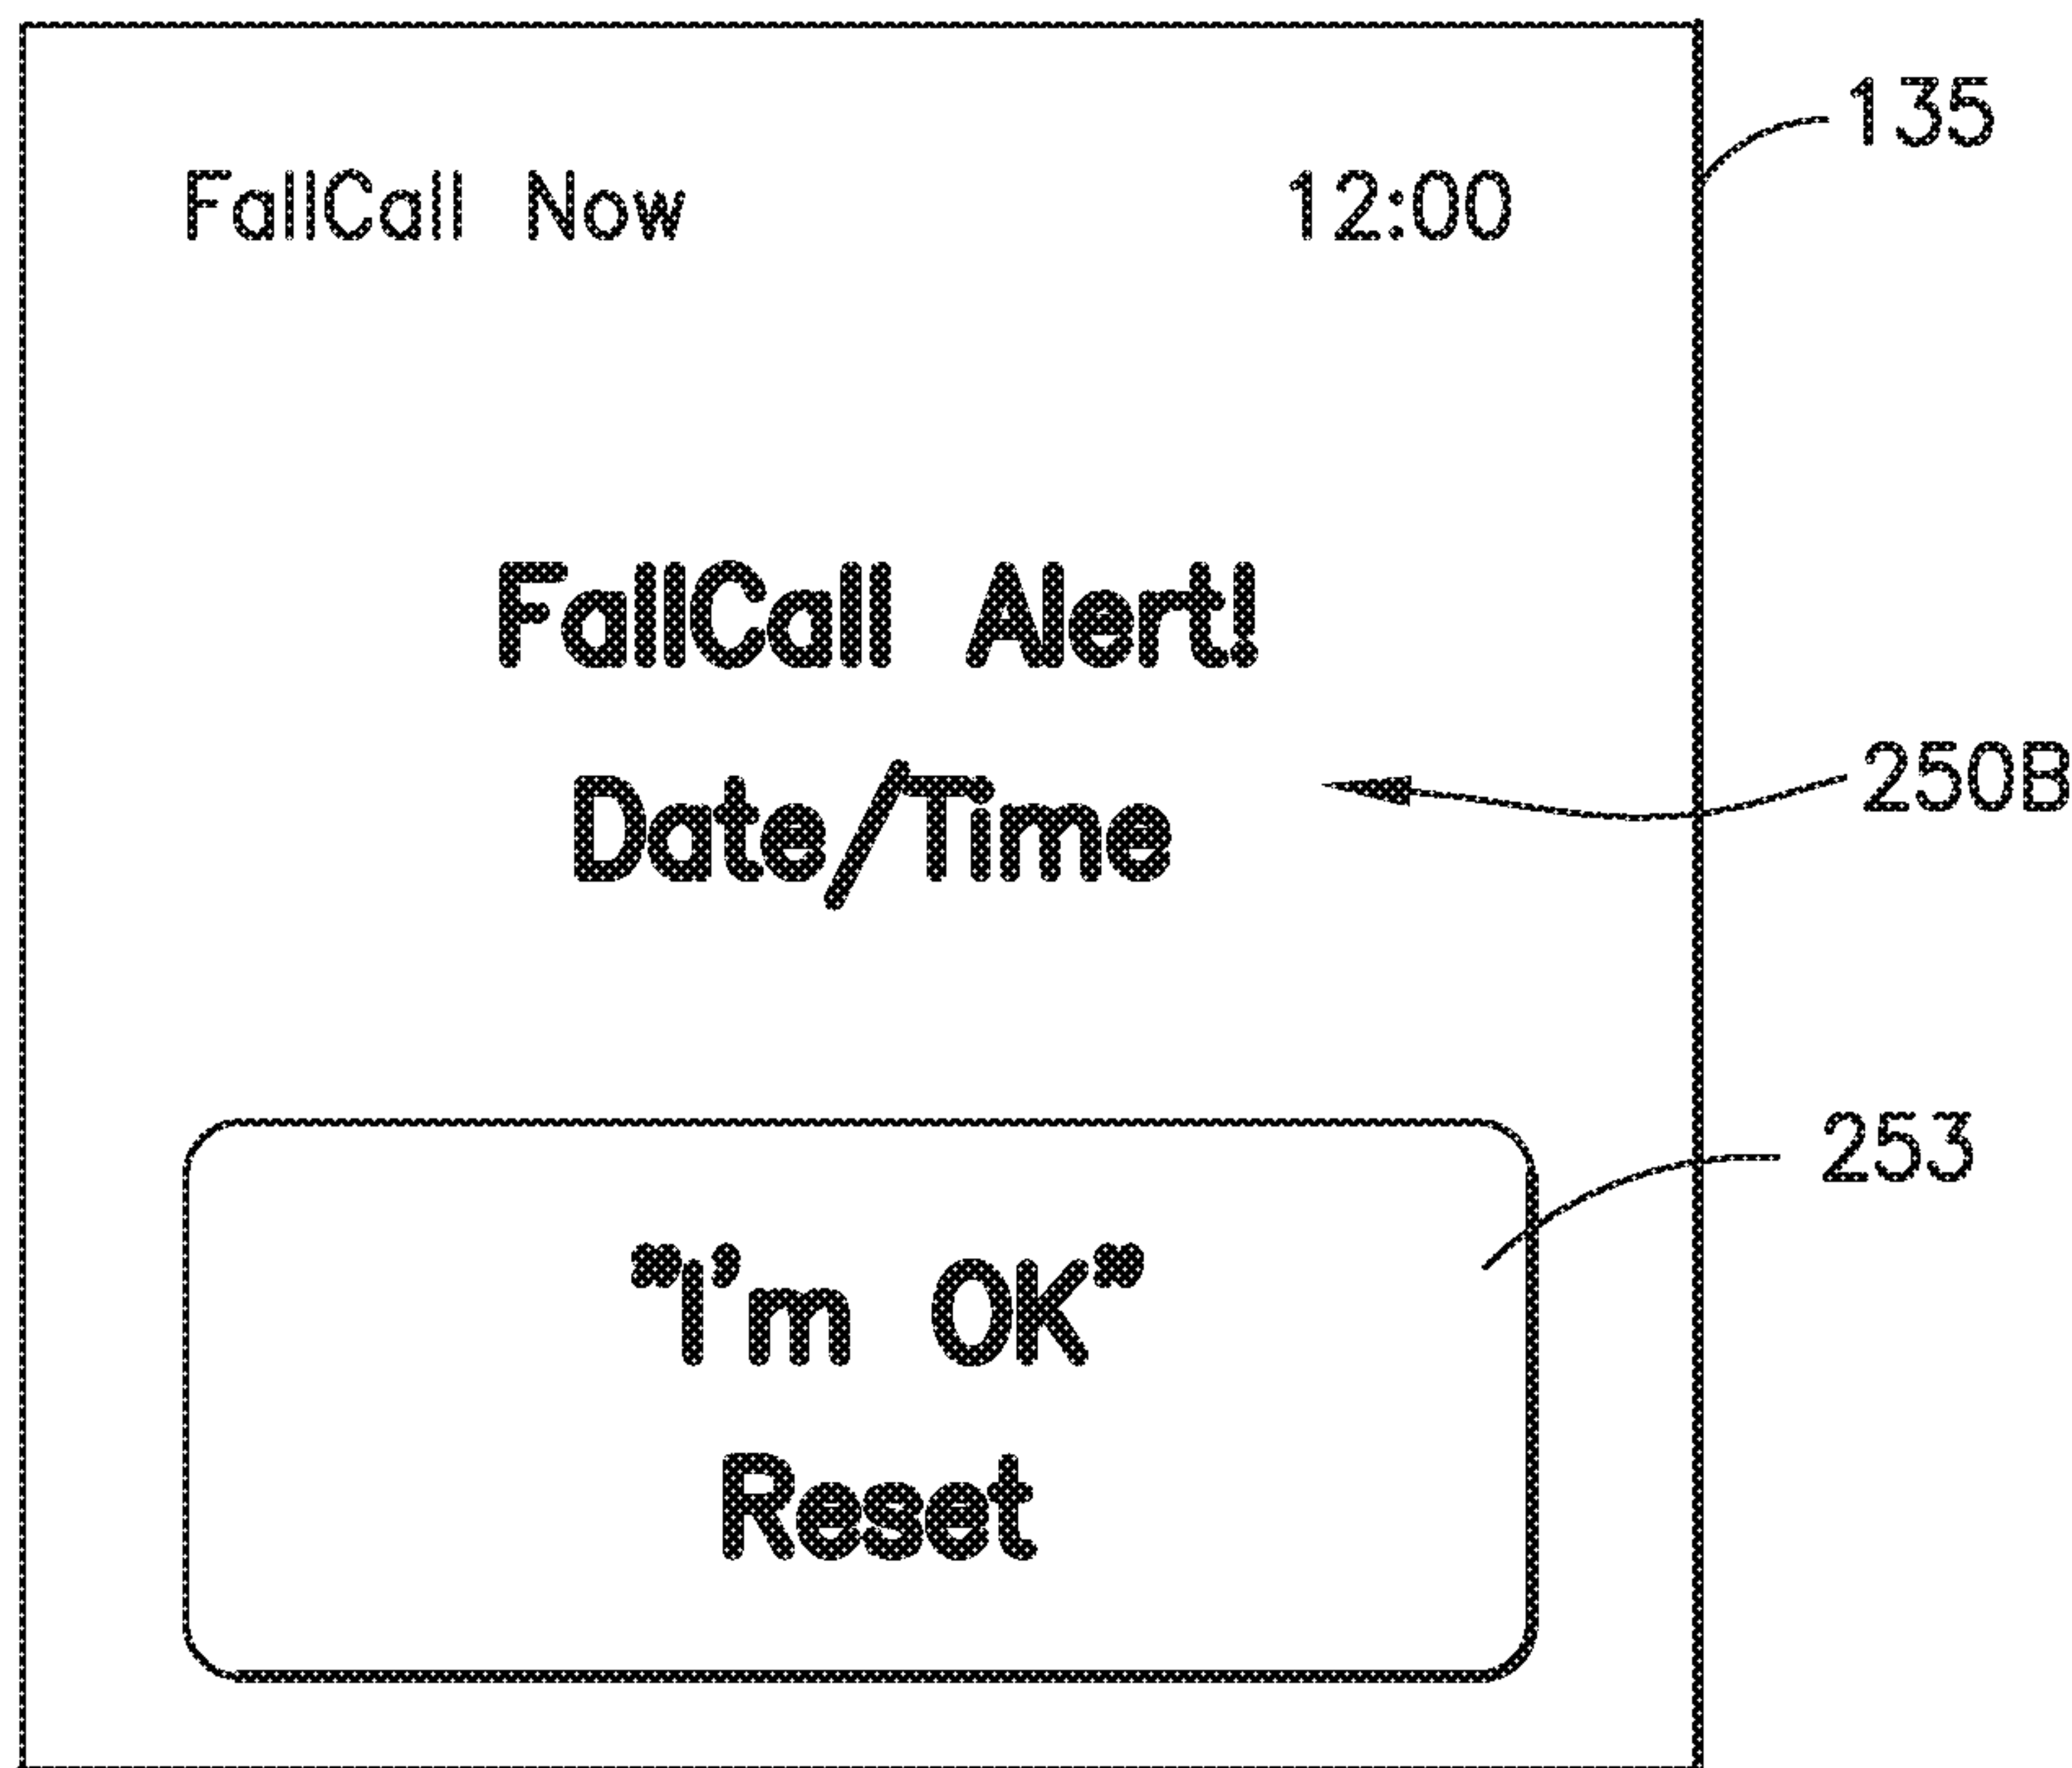 FallCall Now 12:00 135
FallCall Alert!
Date/Time 250B
253
"I'm OK"
Reset